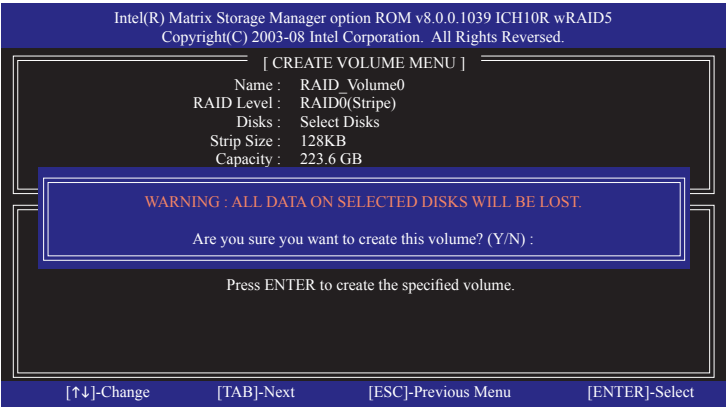 Intel(R) Matrix Storage Manager option ROM v8.0.0.1039 ICH10R wRAID5
Copyright(C) 2003-08 Intel Corporation.  All Rights Reversed.
[ CREATE VOLUME MENU ]
Name :  RAID_Volume0
RAID Level :  RAID0(Stripe)
Disks :  Select Disks
Strip Size :  128KB
Capacity :  223.6 GB
WARNING : ALL DATA ON SELECTED DISKS WILL BE LOST.
Are you sure you want to create this volume? (Y/N) :
Press ENTER to create the specified volume.
[↑↓]-Change  [TAB]-Next  [ESC]-Previous Menu  [ENTER]-Select